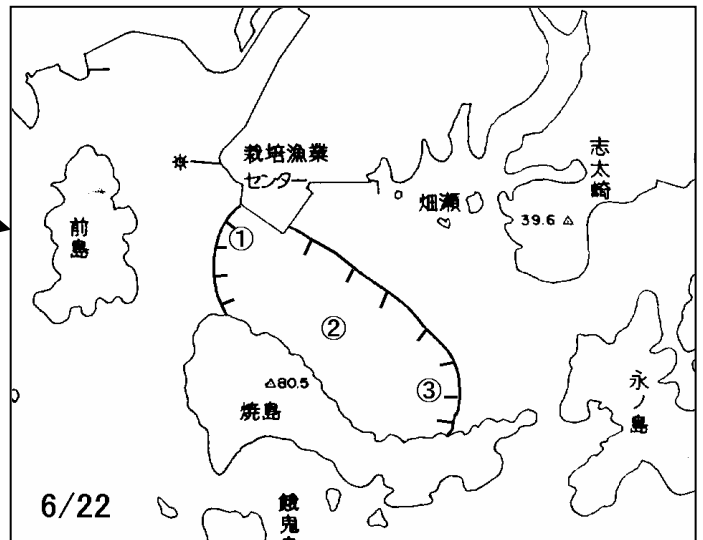 栽培漁業
センター
志太崎
畑瀬
39.6 △
前島
①
②
③
△80.5
焼島
永ノ島
6/22
餓鬼